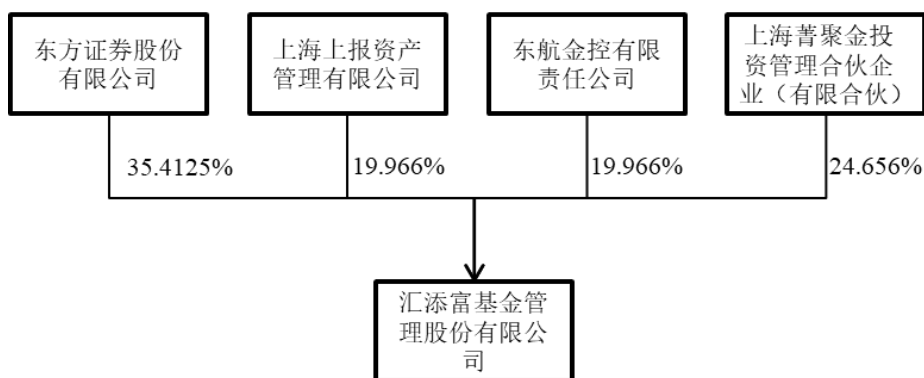 东方证券股份
有限公司
上海上报资产
管理有限公司
东航金控有限
责任公司
上海菁聚金投
资管理合伙企
业（有限合伙）
35.4125%
19.966%
19.966%
24.656%
汇添富基金管
理股份有限公
司